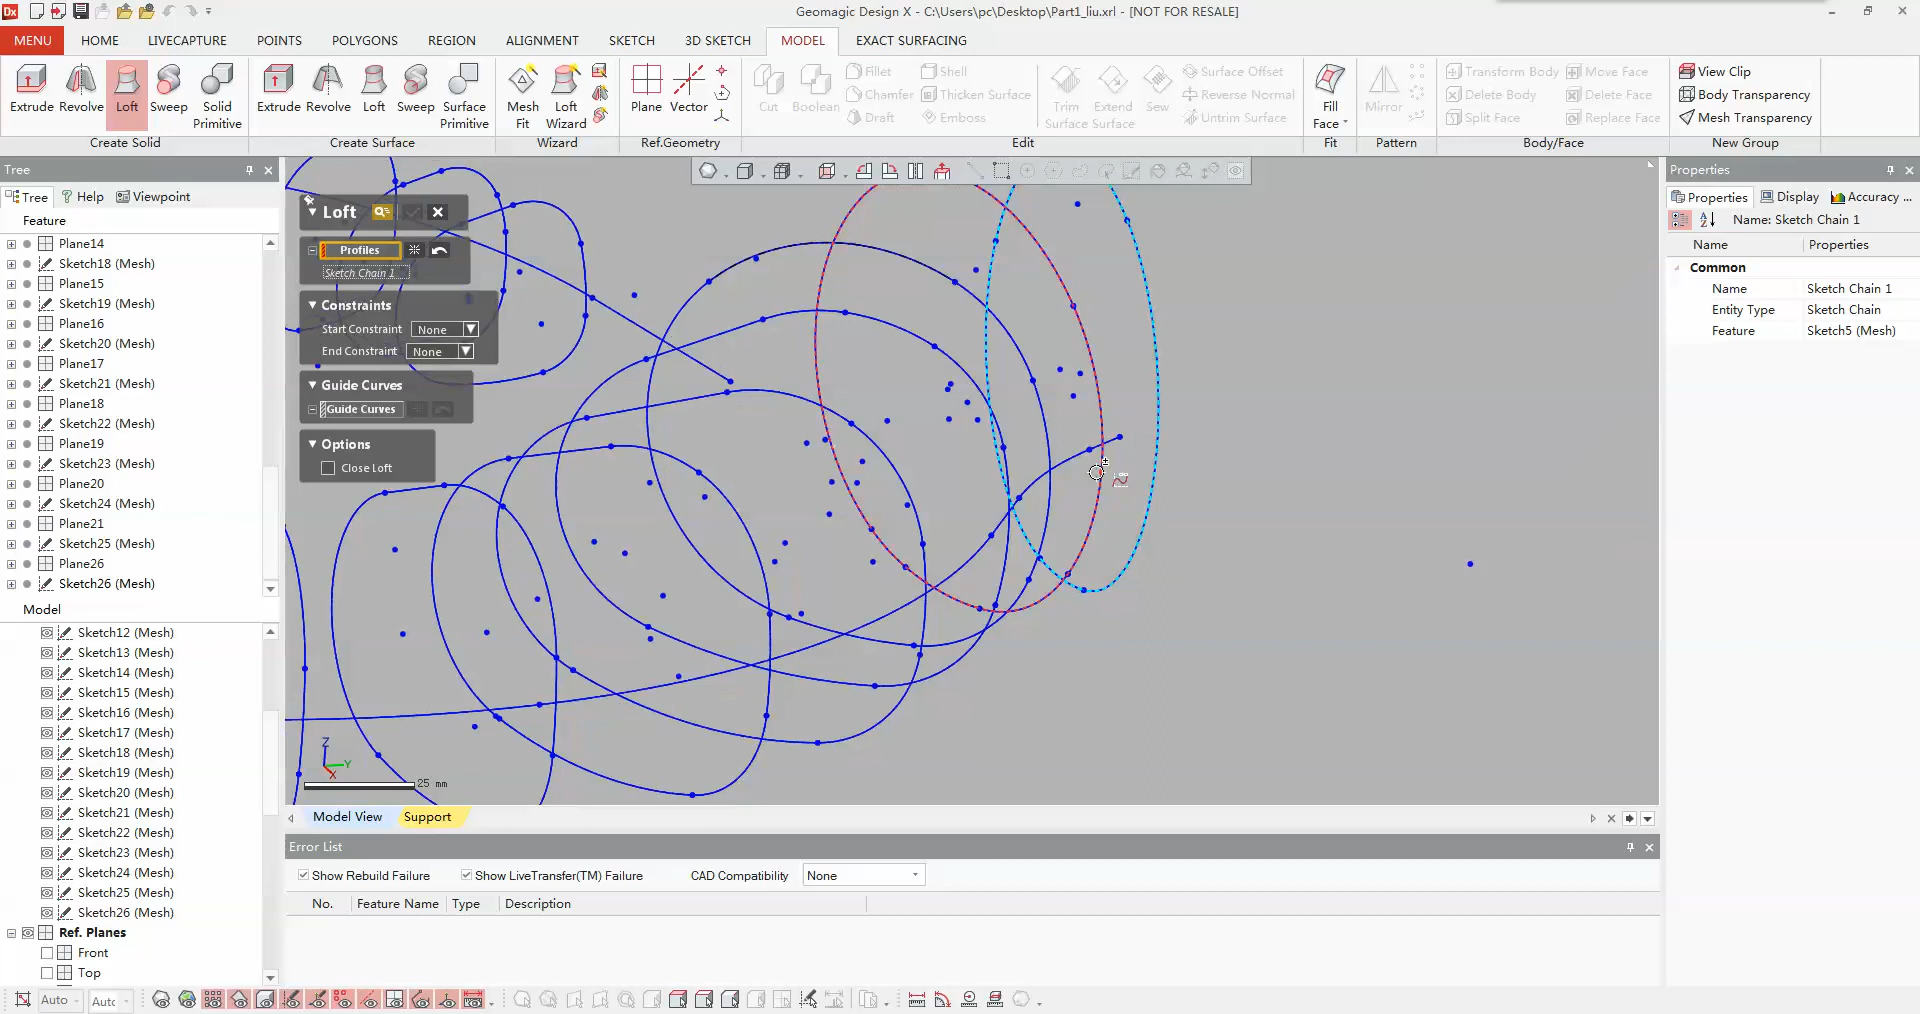 Dx
Geomagic Design X - C:\Users\pc\Desktop\Part1_liu.xrl - [NOT FOR RESALE]
MENU HOME LIVECAPTURE POINTS POLYGONS REGION ALIGNMENT SKETCH 3D SKETCH MODEL EXACT SURFACING
Extrude Revolve Loft Sweep Solid Primitive
Create Solid
Extrude Revolve Loft Sweep Surface Primitive
Create Surface
Mesh Fit Loft Wizard
Wizard
Plane Vector
Ref.Geometry
Cut Boolean Fillet Chamfer Draft Shell Thicken Surface Emboss
Trim Surface Extend Surface Sew Surface Offset Reverse Normal Untrim Surface
Edit
Fill Face
Fit
Mirror
Pattern
Transform Body Move Face
Delete Body Delete Face
Split Face Replace Face
Body/Face
View Clip
Body Transparency
Mesh Transparency
New Group
Tree
Tree Help Viewpoint
Feature
Plane14
Sketch18 (Mesh)
Plane15
Sketch19 (Mesh)
Plane16
Sketch20 (Mesh)
Plane17
Sketch21 (Mesh)
Plane18
Sketch22 (Mesh)
Plane19
Sketch23 (Mesh)
Plane20
Sketch24 (Mesh)
Plane21
Sketch25 (Mesh)
Plane26
Sketch26 (Mesh)
Model
Sketch12 (Mesh)
Sketch13 (Mesh)
Sketch14 (Mesh)
Sketch15 (Mesh)
Sketch16 (Mesh)
Sketch17 (Mesh)
Sketch18 (Mesh)
Sketch19 (Mesh)
Sketch20 (Mesh)
Sketch21 (Mesh)
Sketch22 (Mesh)
Sketch23 (Mesh)
Sketch24 (Mesh)
Sketch25 (Mesh)
Sketch26 (Mesh)
Ref. Planes
Front
Top
Loft
Profiles
Sketch Chain 1
Constraints
Start Constraint None
End Constraint None
Guide Curves
Guide Curves
Options
Close Loft
Z
Y
X
25 mm
Model View Support
Error List
Show Rebuild Failure Show LiveTransfer(TM) Failure CAD Compatibility None
No. Feature Name Type Description
Properties
Properties Display Accuracy ...
Name: Sketch Chain 1
Name Properties
Common
Name Sketch Chain 1
Entity Type Sketch Chain
Feature Sketch5 (Mesh)
Auto Auto